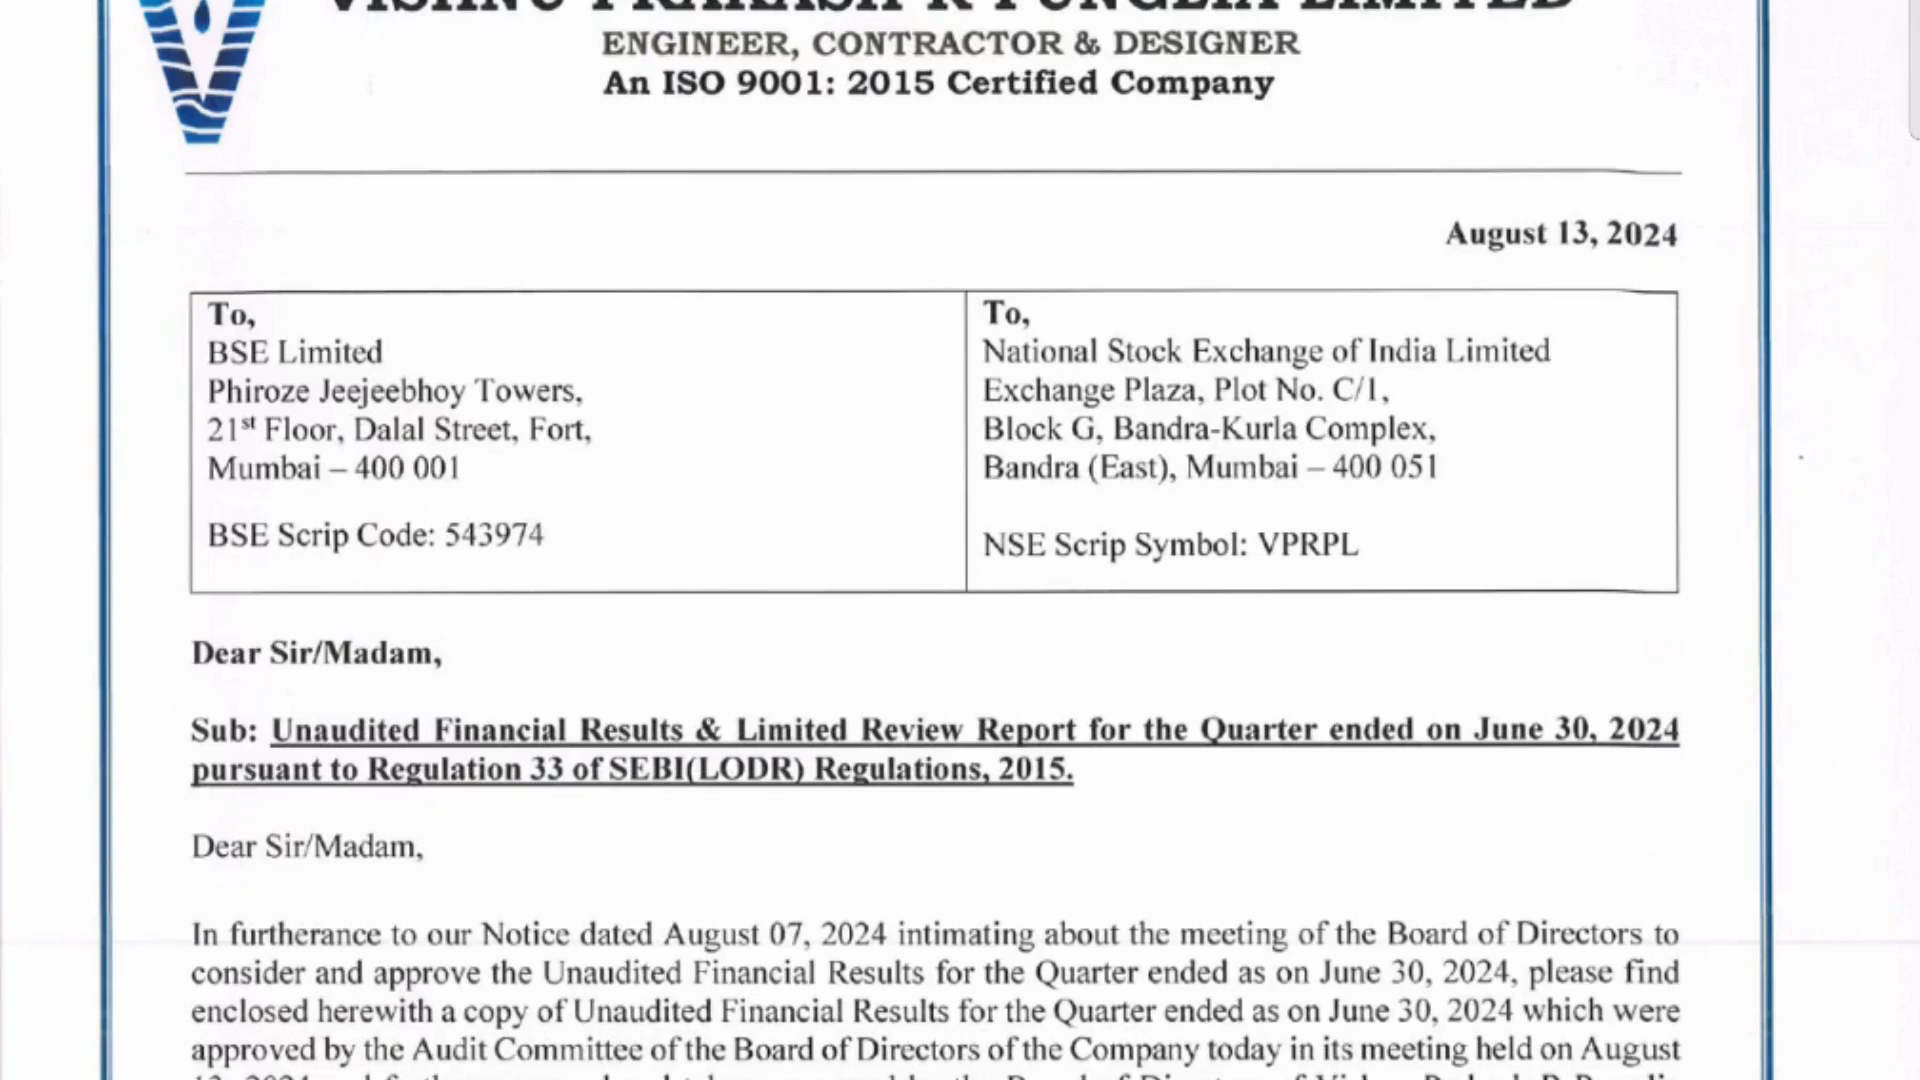 VISHNU PRAKASH R PUNGLIA LIMITED
ENGINEER, CONTRACTOR & DESIGNER
An ISO 9001: 2015 Certified Company
August 13, 2024
To,
BSE Limited
Phiroze Jeejeebhoy Towers,
21st Floor, Dalal Street, Fort,
Mumbai – 400 001
BSE Scrip Code: 543974
To,
National Stock Exchange of India Limited
Exchange Plaza, Plot No. C/1,
Block G, Bandra-Kurla Complex,
Bandra (East), Mumbai – 400 051
NSE Scrip Symbol: VPRPL
Dear Sir/Madam,
Sub: Unaudited Financial Results & Limited Review Report for the Quarter ended on June 30, 2024
pursuant to Regulation 33 of SEBI(LODR) Regulations, 2015.
Dear Sir/Madam,
In furtherance to our Notice dated August 07, 2024 intimating about the meeting of the Board of Directors to
consider and approve the Unaudited Financial Results for the Quarter ended as on June 30, 2024, please find
enclosed herewith a copy of Unaudited Financial Results for the Quarter ended as on June 30, 2024 which were
approved by the Audit Committee of the Board of Directors of the Company today in its meeting held on August